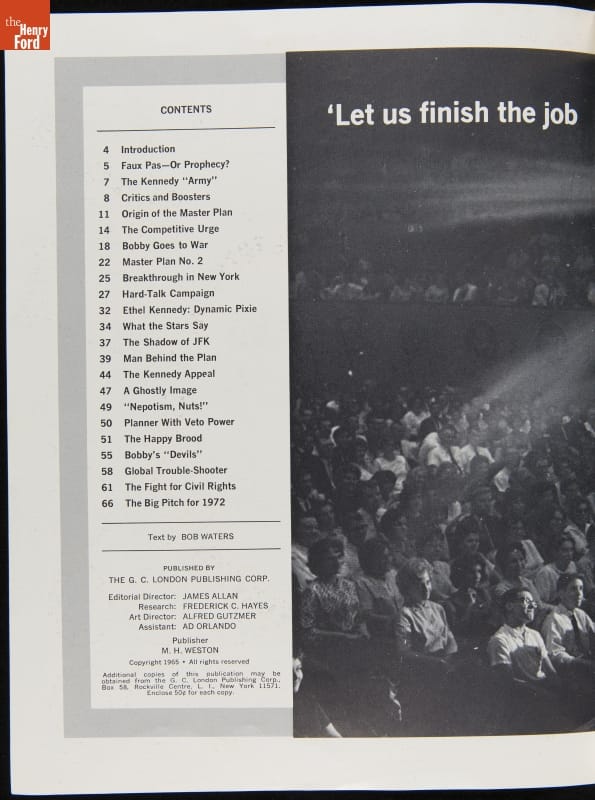 the
Henry
Ford
CONTENTS
4 Introduction
5 Faux Pas—Or Prophecy?
7 The Kennedy "Army"
8 Critics and Boosters
11 Origin of the Master Plan
14 The Competitive Urge
18 Bobby Goes to War
22 Master Plan No. 2
25 Breakthrough in New York
27 Hard-Talk Campaign
32 Ethel Kennedy: Dynamic Pixie
34 What the Stars Say
37 The Shadow of JFK
39 Man Behind the Plan
44 The Kennedy Appeal
47 A Ghostly Image
49 "Nepotism, Nuts!"
50 Planner With Veto Power
51 The Happy Brood
55 Bobby's "Devils"
58 Global Trouble-Shooter
61 The Fight for Civil Rights
66 The Big Pitch for 1972
Text by BOB WATERS
PUBLISHED BY
THE G. C. LONDON PUBLISHING CORP.
Editorial Director: JAMES ALLAN
Research: FREDERICK C. HAYES
Art Director: ALFRED GUTZMER
Assistant: AD ORLANDO
Publisher
M. H. WESTON
Copyright 1965 • All rights reserved
Additional copies of this publication may be
obtained from the G. C. London Publishing Corp.,
Box 58, Rockville Centre, L. I., New York 11571.
Enclose 50¢ for each copy.
'Let us finish the job